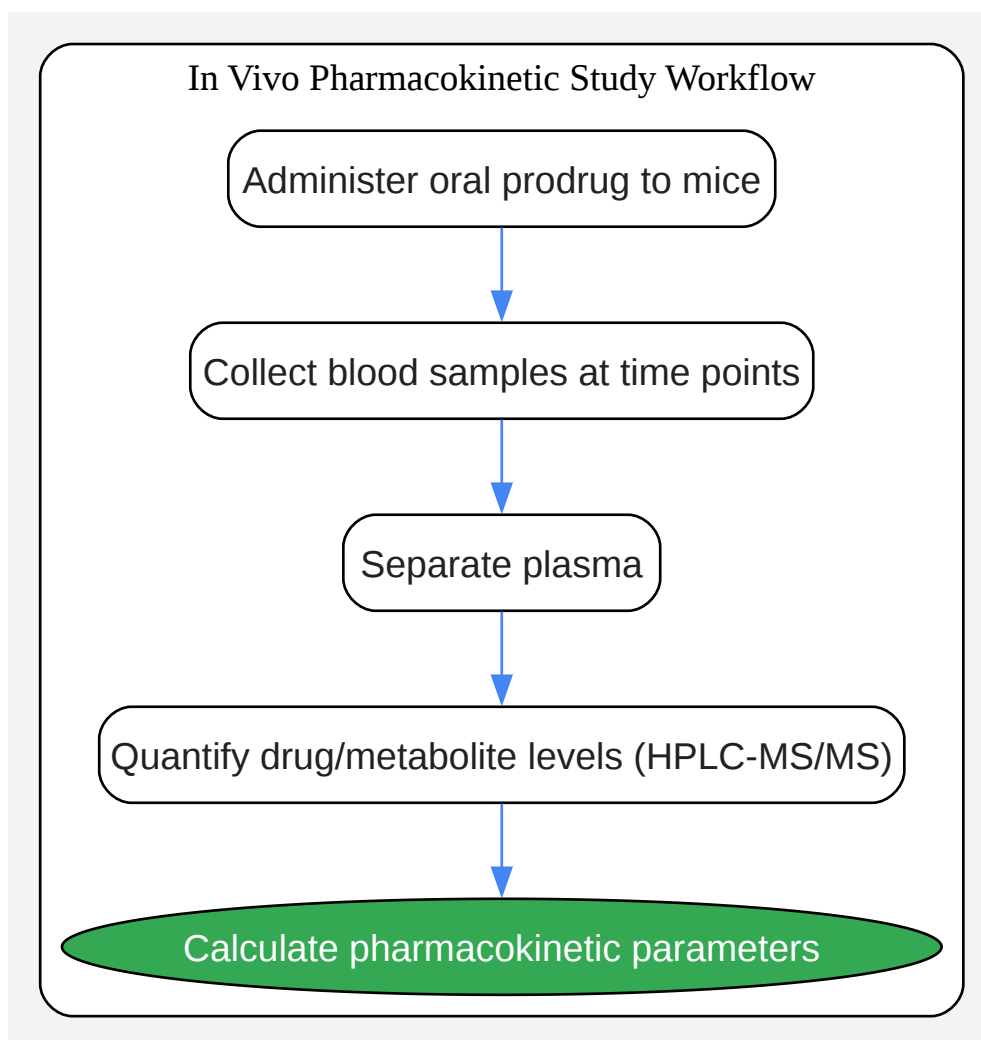 In Vivo Pharmacokinetic Study Workflow
Administer oral prodrug to mice
Collect blood samples at time points
Separate plasma
Quantify drug/metabolite levels (HPLC-MS/MS)
Calculate pharmacokinetic parameters